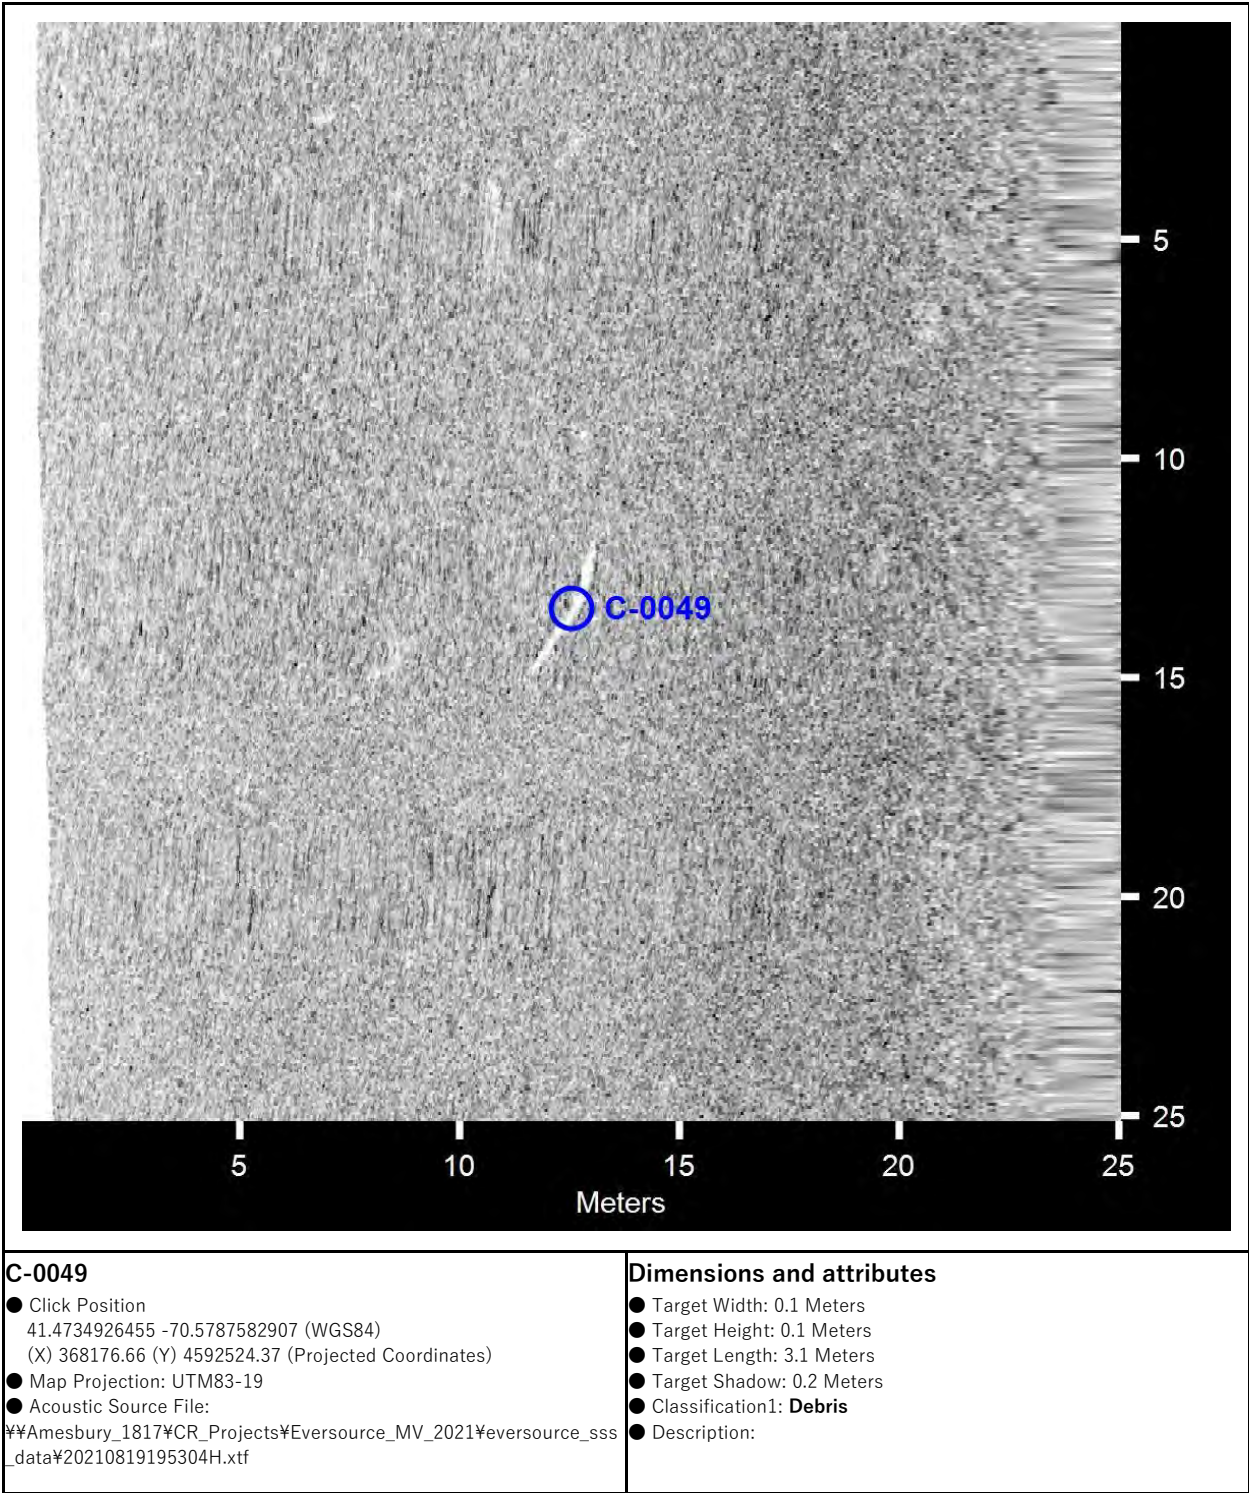 C-0049
5
10
15
20
25
5 10 15 20 25
Meters
C-0049
● Click Position
41.4734926455 -70.5787582907 (WGS84)
(X) 368176.66 (Y) 4592524.37 (Projected Coordinates)
● Map Projection: UTM83-19
● Acoustic Source File:
¥¥Amesbury_1817¥CR_Projects¥Eversource_MV_2021¥eversource_sss
_data¥20210819195304H.xtf
Dimensions and attributes
● Target Width: 0.1 Meters
● Target Height: 0.1 Meters
● Target Length: 3.1 Meters
● Target Shadow: 0.2 Meters
● Classification1: Debris
● Description: